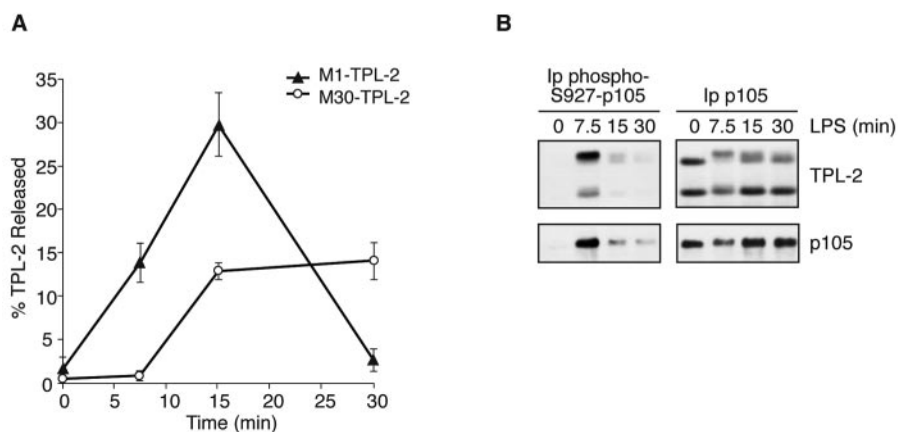 A
35
30
25
20
15
10
5
0
% TPL-2 Released
M1-TPL-2
M30-TPL-2
0 5 10 15 20 25 30
Time (min)
B
Ip phospho-
S927-p105
Ip p105
0 7.5 15 30
0 7.5 15 30
LPS (min)
TPL-2
p105